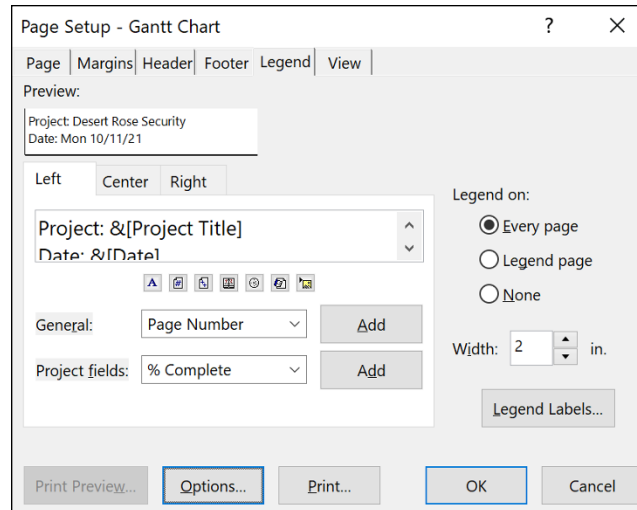 Page Setup - Gantt Chart ?
Page Margins Header Footer Legend View
Preview:
Project: Desert Rose Security
Date: Mon 10/11/21
Left Center Right
Project: &[Project Title]
Date: &[Date]
Legend on:
Every page
Legend page
None
General: Page Number Add
Project fields: % Complete Add
Width: 2 in.
Legend Labels...
Print Preview... Options... Print... OK Cancel